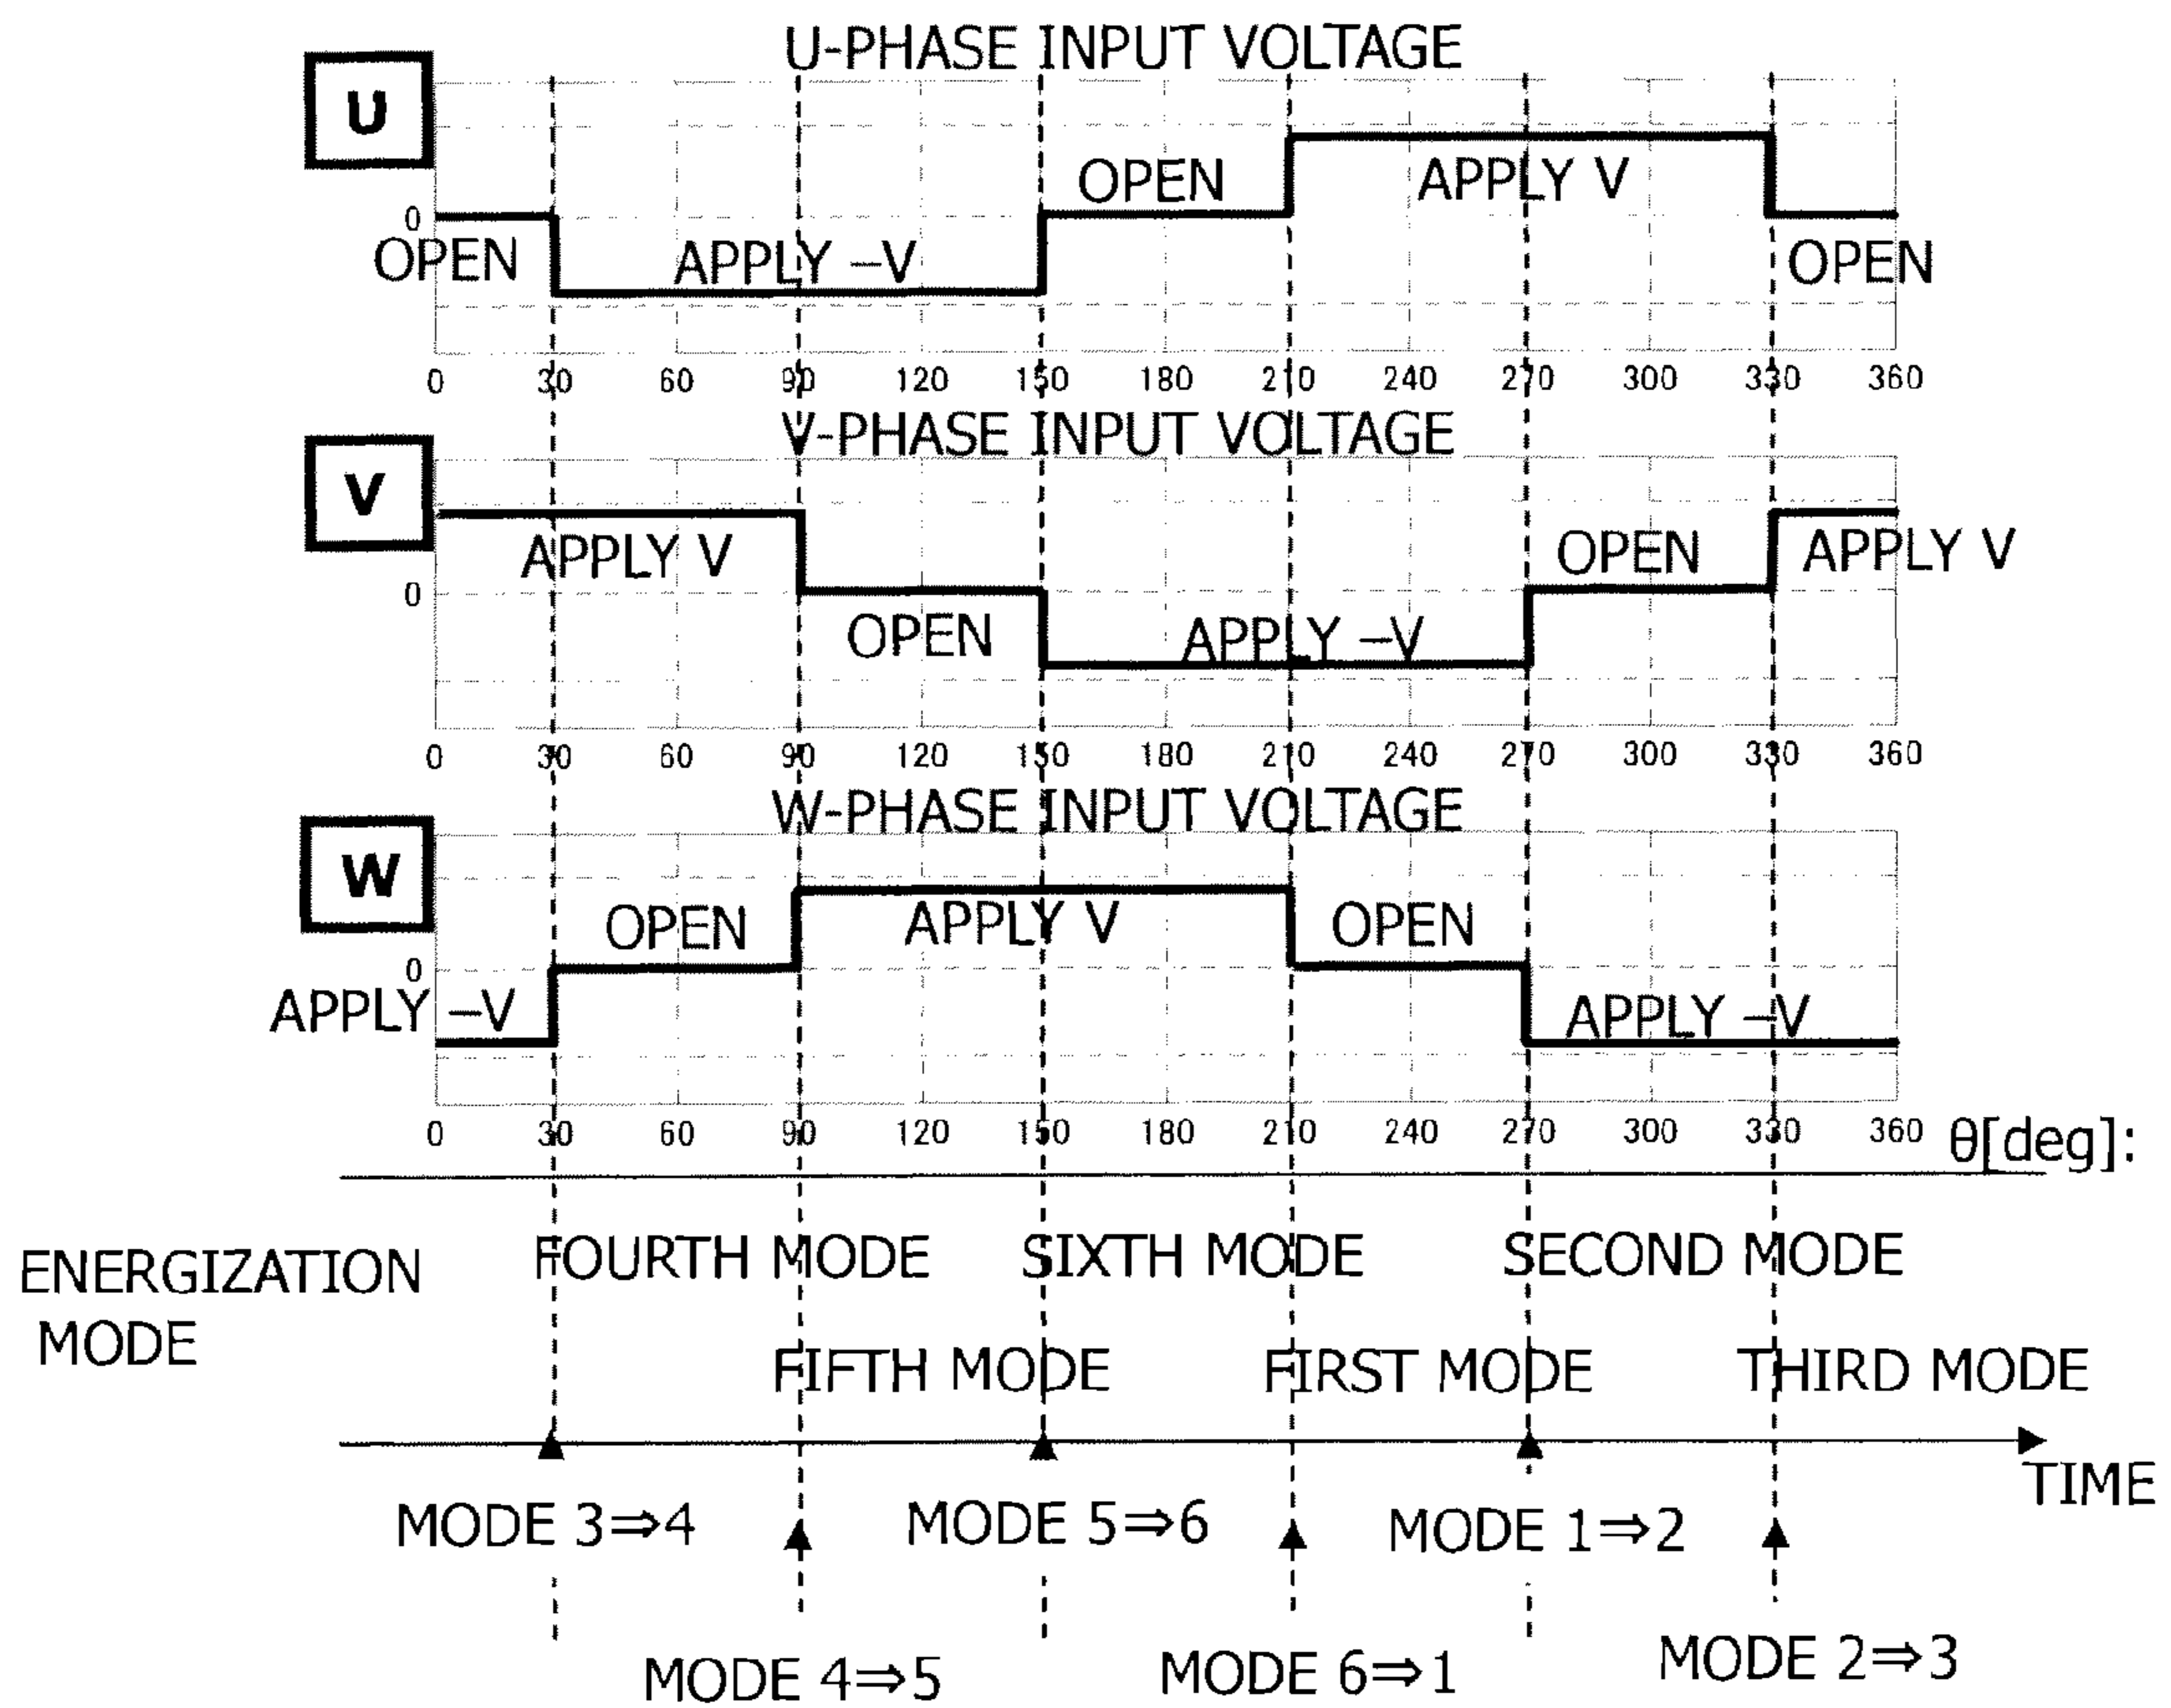 U-PHASE INPUT VOLTAGE
U
OPEN APPLY V
0
OPEN APPLY –V OPEN
0 30 60 90 120 150 180 210 240 270 300 330 360
V-PHASE INPUT VOLTAGE
V
APPLY V OPEN APPLY V
0
OPEN APPLY –V
0 30 60 90 120 150 180 210 240 270 300 330 360
W-PHASE INPUT VOLTAGE
W
OPEN APPLY V OPEN
0
APPLY –V APPLY –V
0 30 60 90 120 150 180 210 240 270 300 330 360 θ[deg]:
ENERGIZATION
MODE
FOURTH MODE SIXTH MODE SECOND MODE
FIFTH MODE FIRST MODE THIRD MODE
TIME
MODE 3⇒4 MODE 5⇒6 MODE 1⇒2
MODE 4⇒5 MODE 6⇒1 MODE 2⇒3